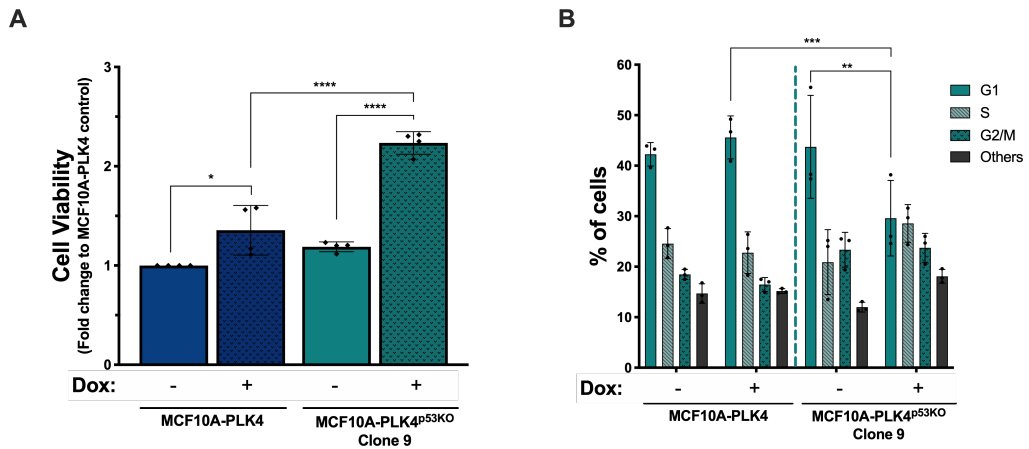 A
Cell Viability
(Fold change to MCF10A-PLK4 control)
3
2
1
0
*
****
****
Dox: - + - +
MCF10A-PLK4
MCF10A-PLK4p53KO
Clone 9
B
% of cells
60
50
40
30
20
10
0
***
**
G1
S
G2/M
Others
Dox: - + - +
MCF10A-PLK4
MCF10A-PLK4p53KO
Clone 9